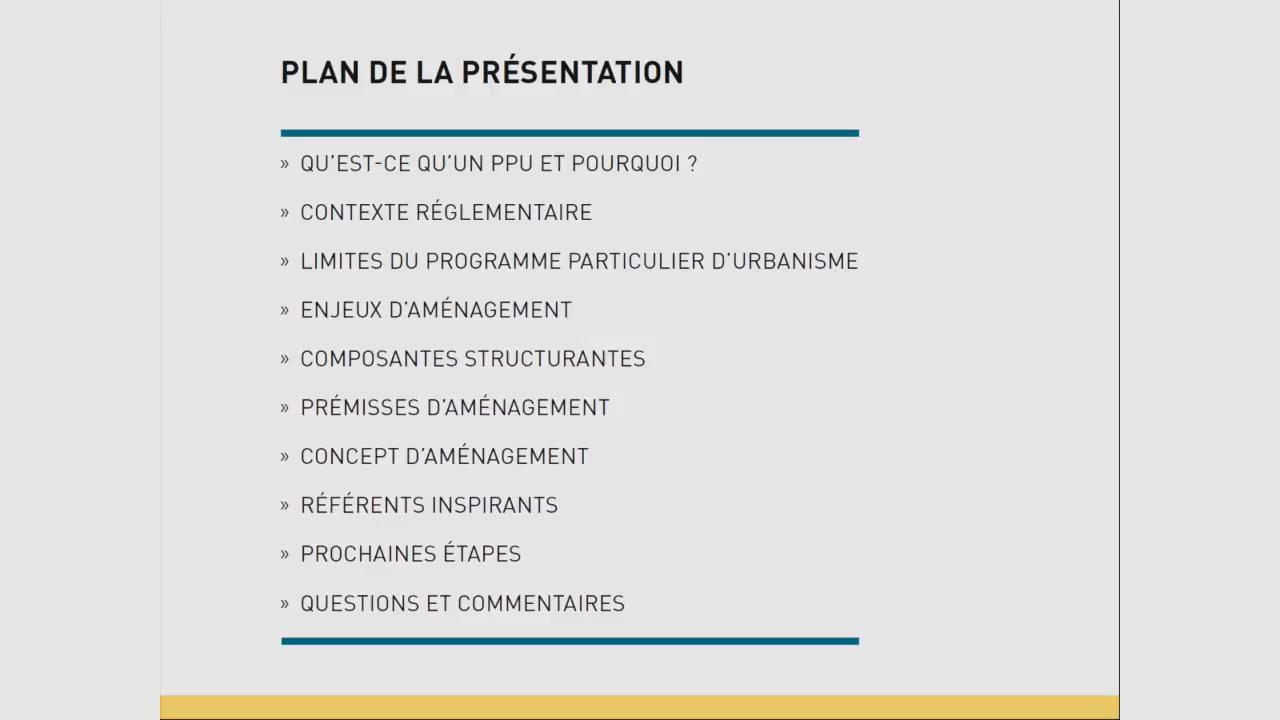 PLAN DE LA PRÉSENTATION
» QU'EST-CE QU'UN PPU ET POURQUOI ?
» CONTEXTE RÉGLEMENTAIRE
» LIMITES DU PROGRAMME PARTICULIER D'URBANISME
» ENJEUX D'AMÉNAGEMENT
» COMPOSANTES STRUCTURANTES
» PRÉMISSES D'AMÉNAGEMENT
» CONCEPT D'AMÉNAGEMENT
» RÉFÉRENTS INSPIRANTS
» PROCHAINES ÉTAPES
» QUESTIONS ET COMMENTAIRES